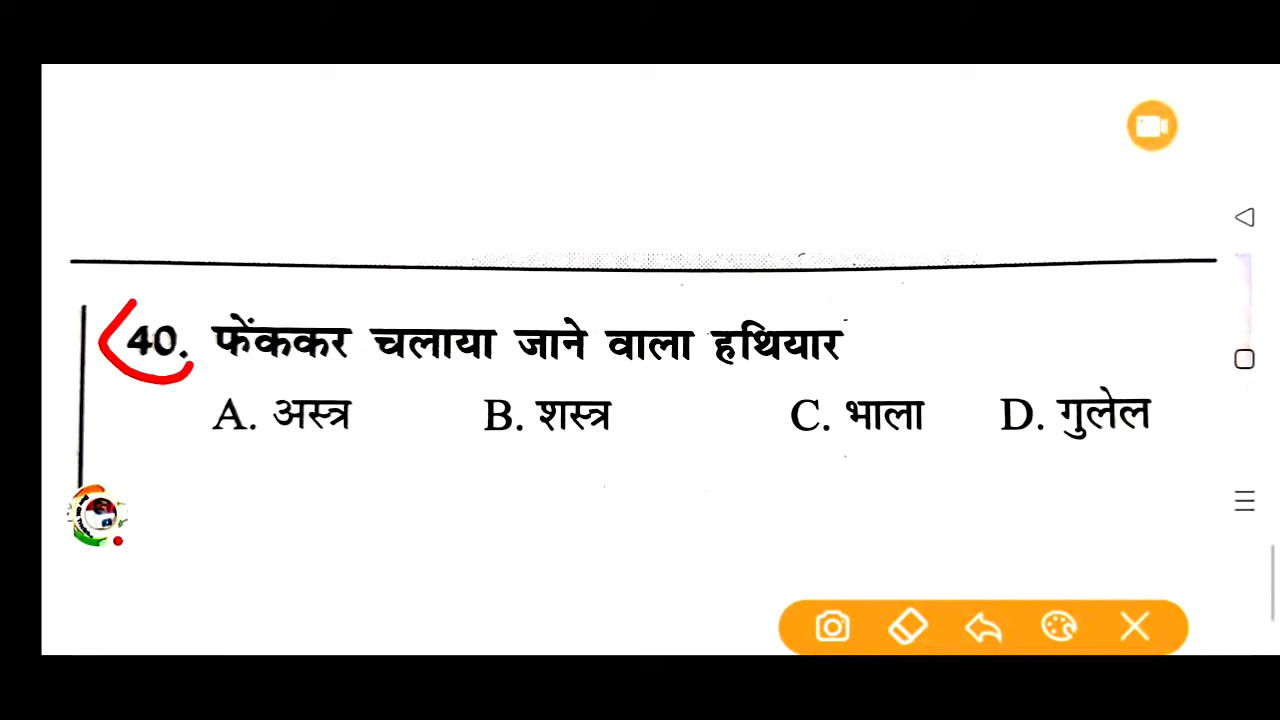 40. फेंककर चलाया जाने वाला हथियार
A. अस्त्र B. शस्त्र C. भाला D. गुलेल